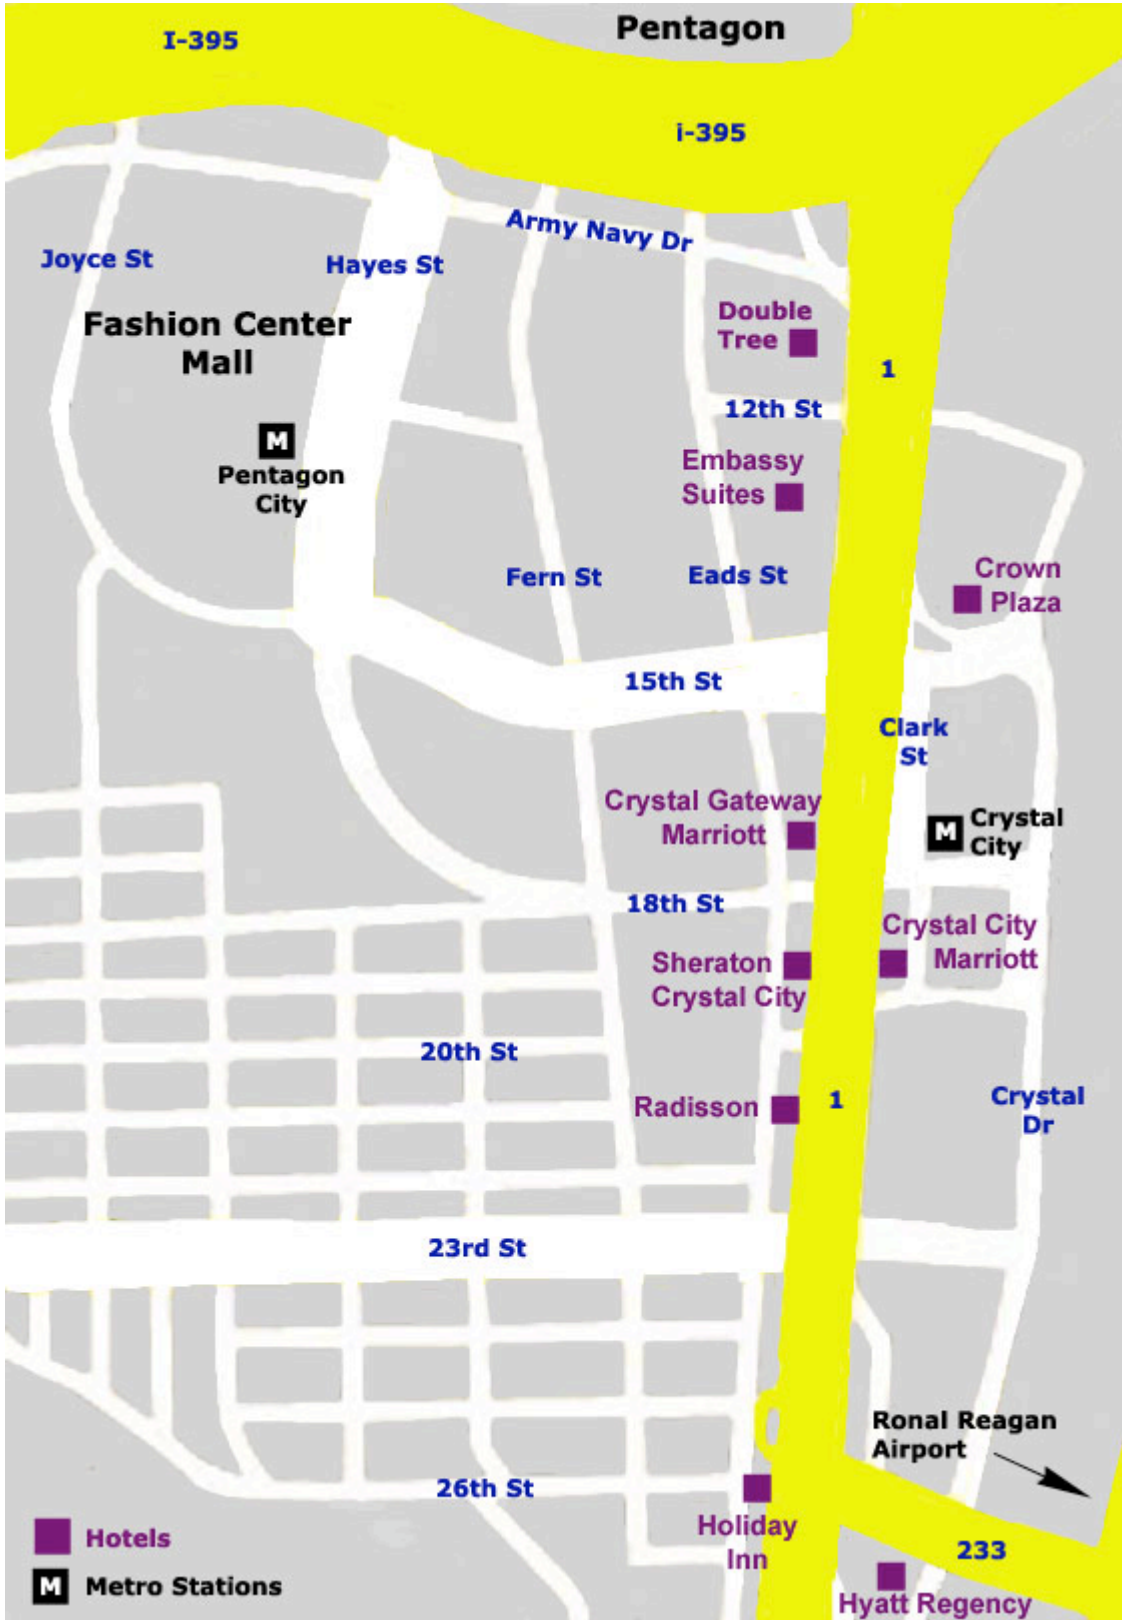 Pentagon
I-395
i-395
Army Navy Dr
Joyce St
Hayes St
Fashion Center
Mall
Double
Tree
1
12th St
M
Pentagon
City
Embassy
Suites
Fern St
Eads St
Crown
Plaza
15th St
Clark
St
Crystal Gateway
Marriott
M
Crystal
City
18th St
Crystal City
Marriott
Sheraton
Crystal City
20th St
Radisson
1
Crystal
Dr
23rd St
Ronal Reagan
Airport
26th St
Holiday
Inn
233
Hyatt Regency
Hotels
M
Metro Stations